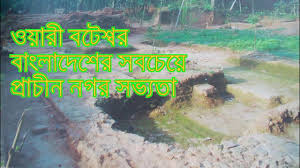 ওয়ারী বটেশ্বর
বাংলাদেশের সবচেয়ে
প্রাচীন নগর সভ্যতা